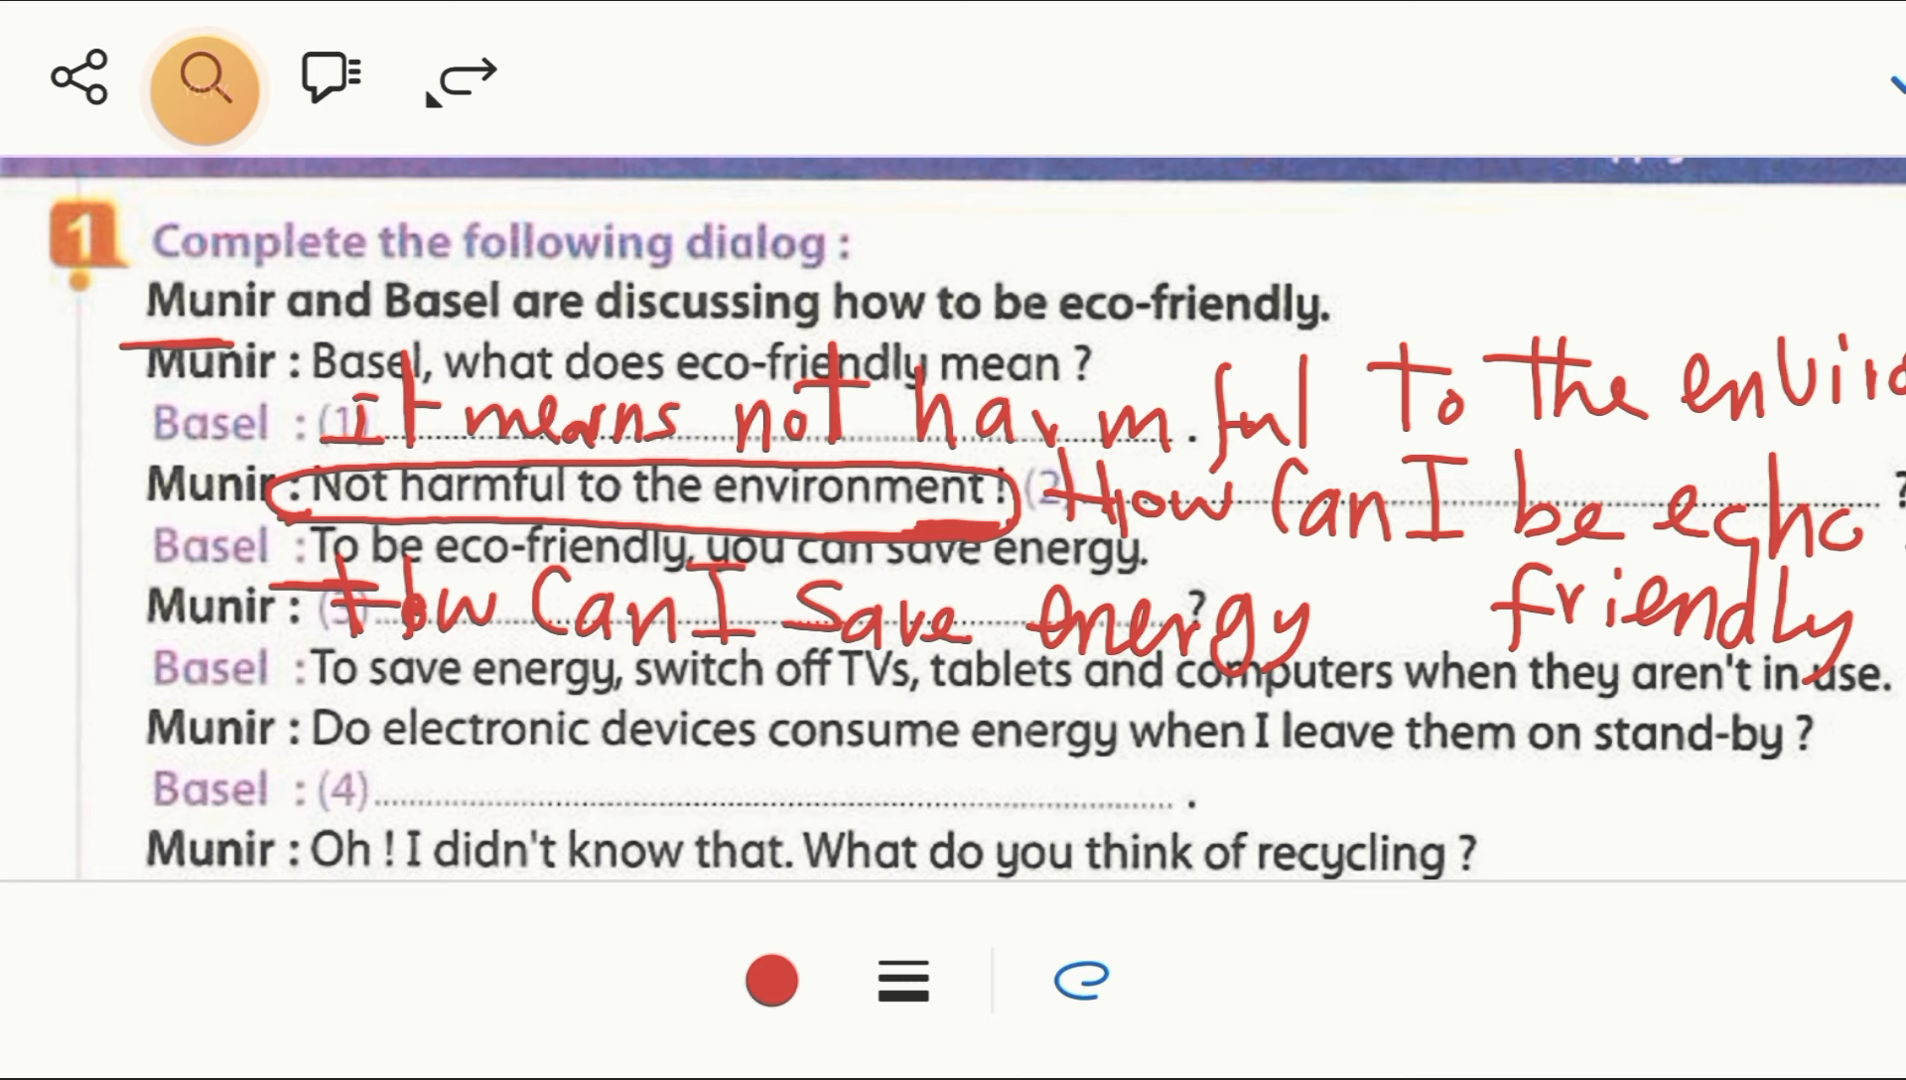 1 Complete the following dialog :
Munir and Basel are discussing how to be eco-friendly.
Munir : Basel, what does eco-friendly mean ?
Basel : (1) It means not harmful to the enviro
Munir : Not harmful to the environment ! (2) How Can I be echo ?
friendly
Basel : To be eco-friendly, you can save energy.
Munir : (3) How Can I Save energy ?
Basel : To save energy, switch off TVs, tablets and computers when they aren't in use.
Munir : Do electronic devices consume energy when I leave them on stand-by ?
Basel : (4) .
Munir : Oh ! I didn't know that. What do you think of recycling ?